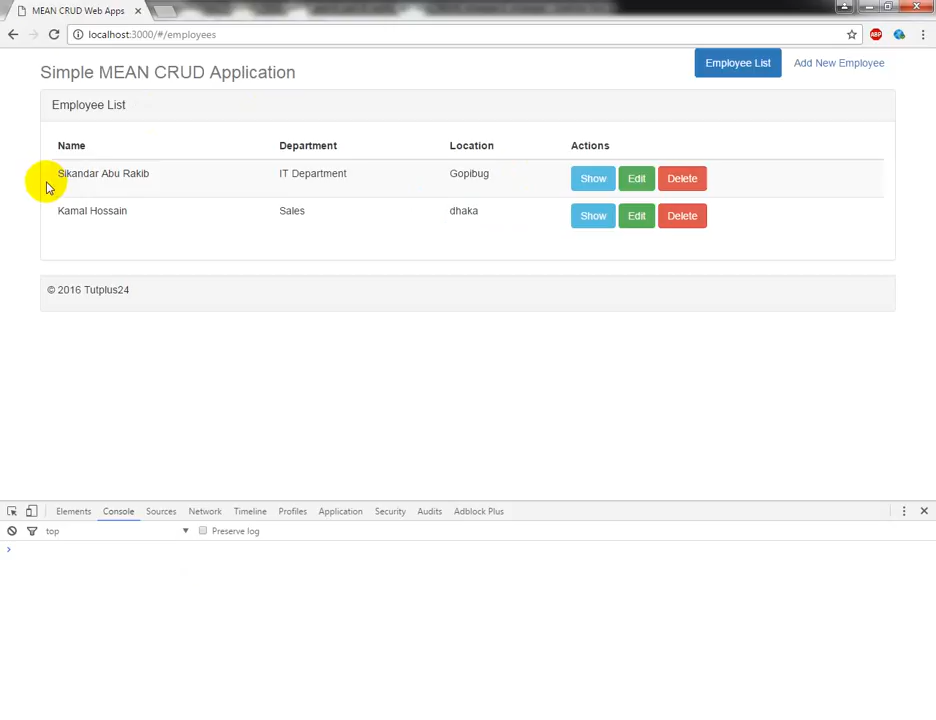 MEAN CRUD Web Apps
localhost:3000/#/employees
ABP
Simple MEAN CRUD Application
Employee List
Add New Employee
Employee List
Name Department Location Actions
Sikandar Abu Rakib IT Department Gopibug Show Edit Delete
Kamal Hossain Sales dhaka Show Edit Delete
© 2016 Tutplus24
Elements Console Sources Network Timeline Profiles Application Security Audits Adblock Plus
top Preserve log